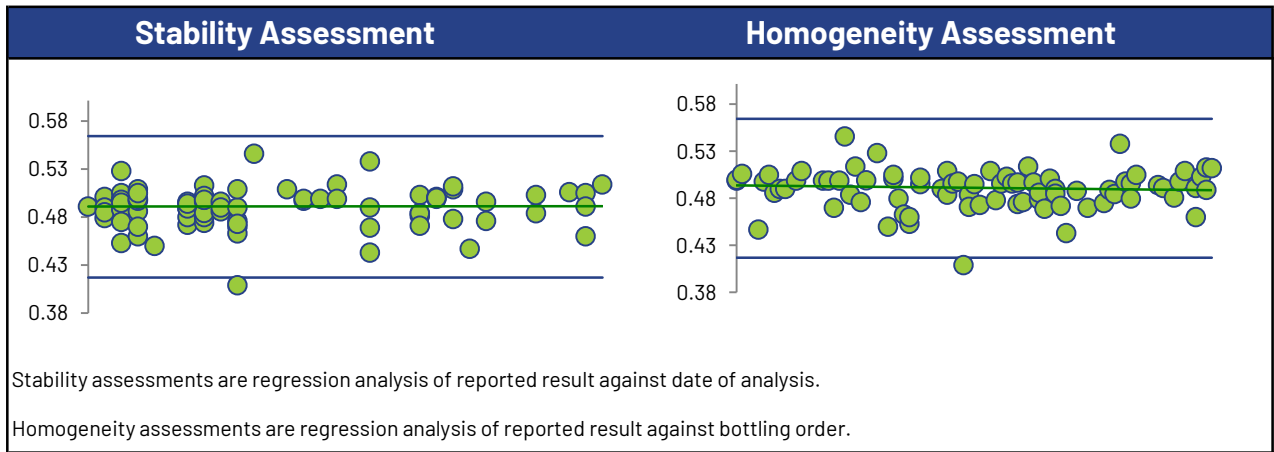 Stability Assessment
Homogeneity Assessment
0.58
0.53
0.48
0.43
0.38
0.58
0.53
0.48
0.43
0.38
Stability assessments are regression analysis of reported result against date of analysis.
Homogeneity assessments are regression analysis of reported result against bottling order.